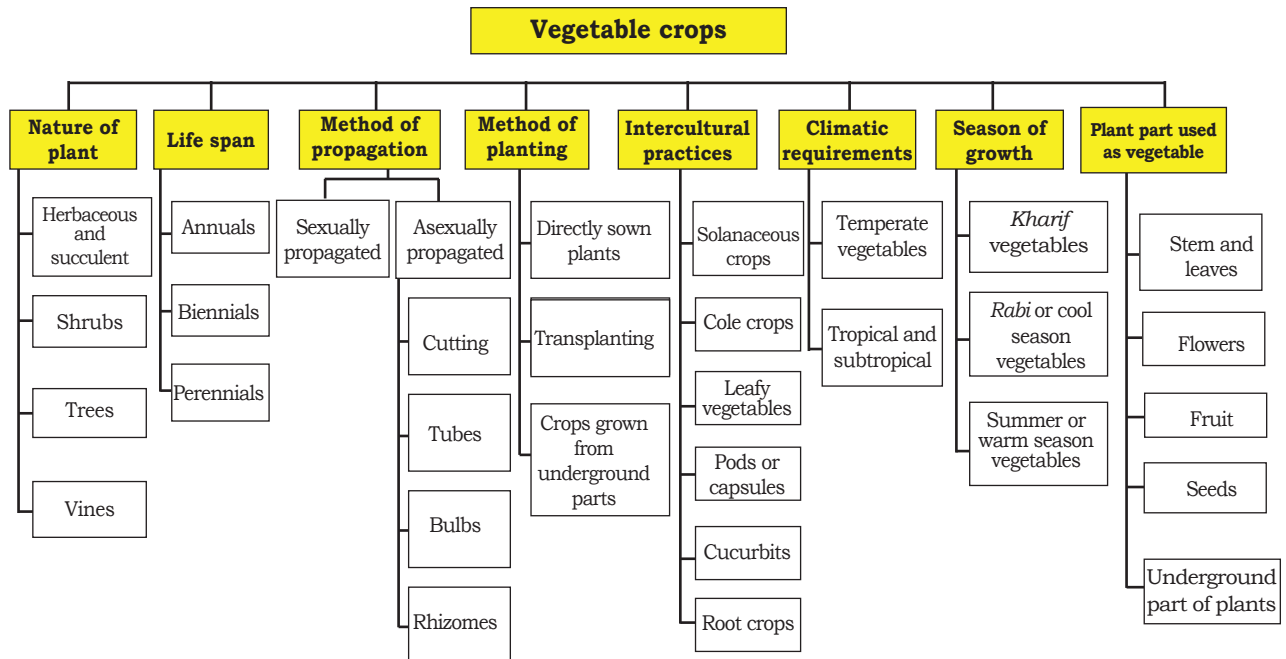 Vegetable crops
Nature of
plant
Life span
Method of
propagation
Method of
planting
Intercultural
practices
Climatic
requirements
Season of
growth
Plant part used
as vegetable
Herbaceous
and
succulent
Shrubs
Trees
Vines
Annuals
Biennials
Perennials
Sexually
propagated
Asexually
propagated
Cutting
Tubes
Bulbs
Rhizomes
Directly sown
plants
Transplanting
Crops grown
from
underground
parts
Solanaceous
crops
Cole crops
Leafy
vegetables
Pods or
capsules
Cucurbits
Root crops
Temperate
vegetables
Tropical and
subtropical
Kharif
vegetables
Rabi or cool
season
vegetables
Summer or
warm season
vegetables
Stem and
leaves
Flowers
Fruit
Seeds
Underground
part of plants